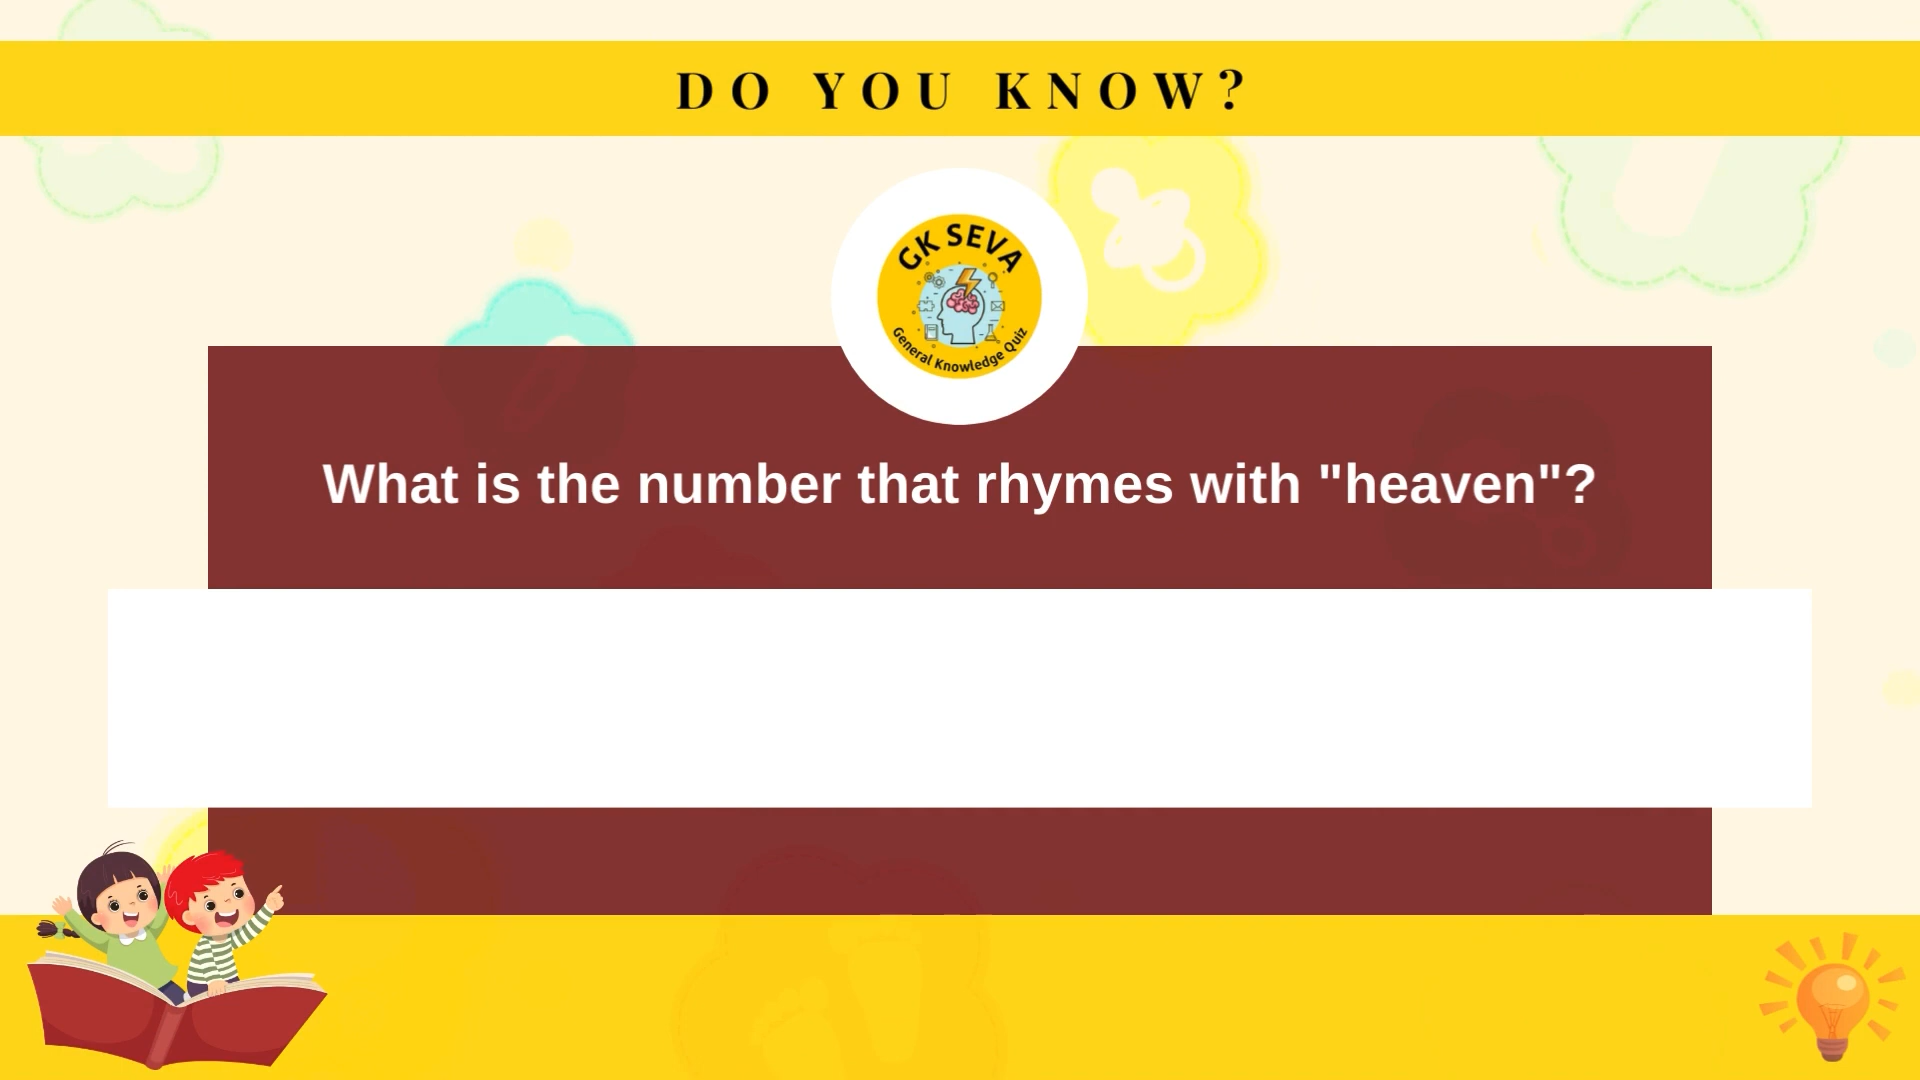 DO YOU KNOW?
GK SEVA
General Knowledge Quiz
What is the number that rhymes with "heaven"?